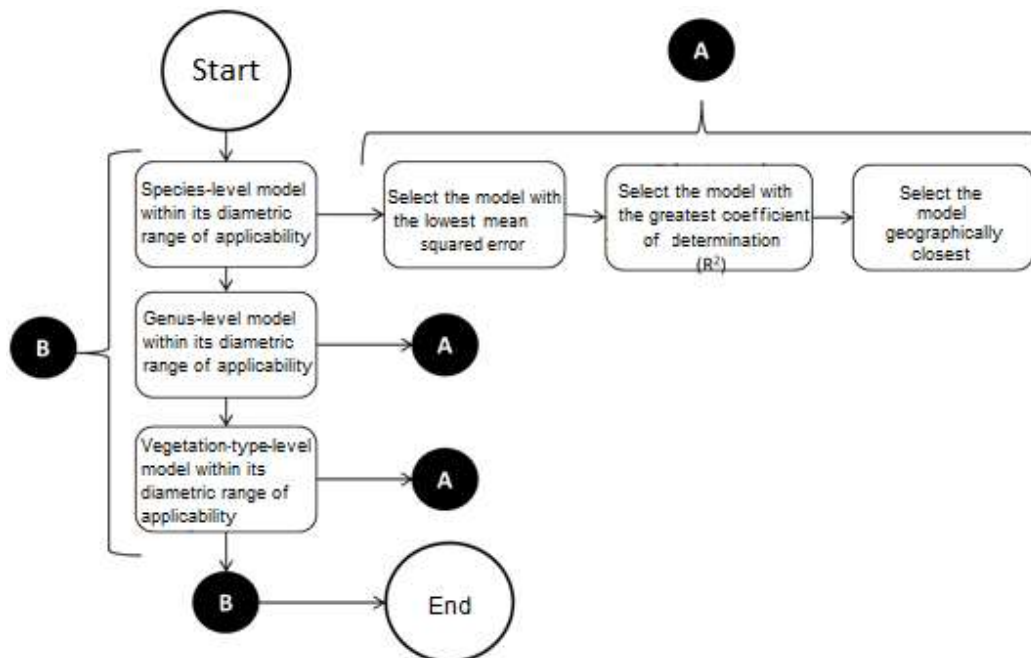 Start
A
Species-level model
within its diametric
range of applicability
Select the model with
the lowest mean
squared error
Select the model with
the greatest coefficient
of determination
(R²)
Select the
model
geographically
closest
B
Genus-level model
within its diametric
range of applicability
A
Vegetation-type-level
model within its
diametric range of
applicability
A
B
End